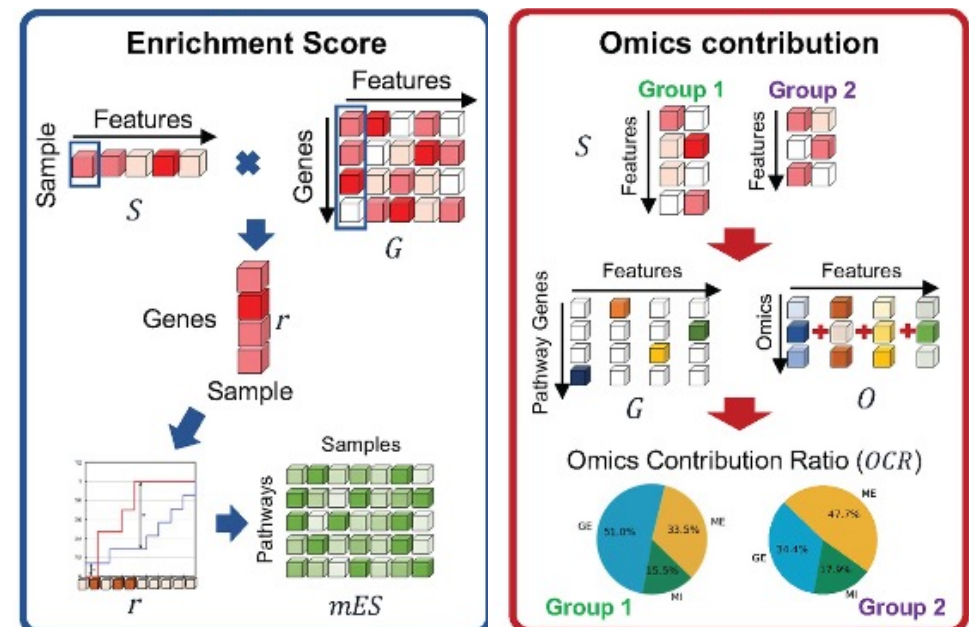 Enrichment Score
Features
Sample
S
Features
Genes
G
Genes
r
Sample
r
Samples
Pathways
mES
Omics contribution
Group 1
Group 2
S
Features
Features
Features
Pathway Genes
G
Features
Omics
O
Omics Contribution Ratio (OCR)
GE
51.0%
33.5%
ME
15.5%
MI
Group 1
ME
47.7%
GE
34.4%
17.9%
MI
Group 2